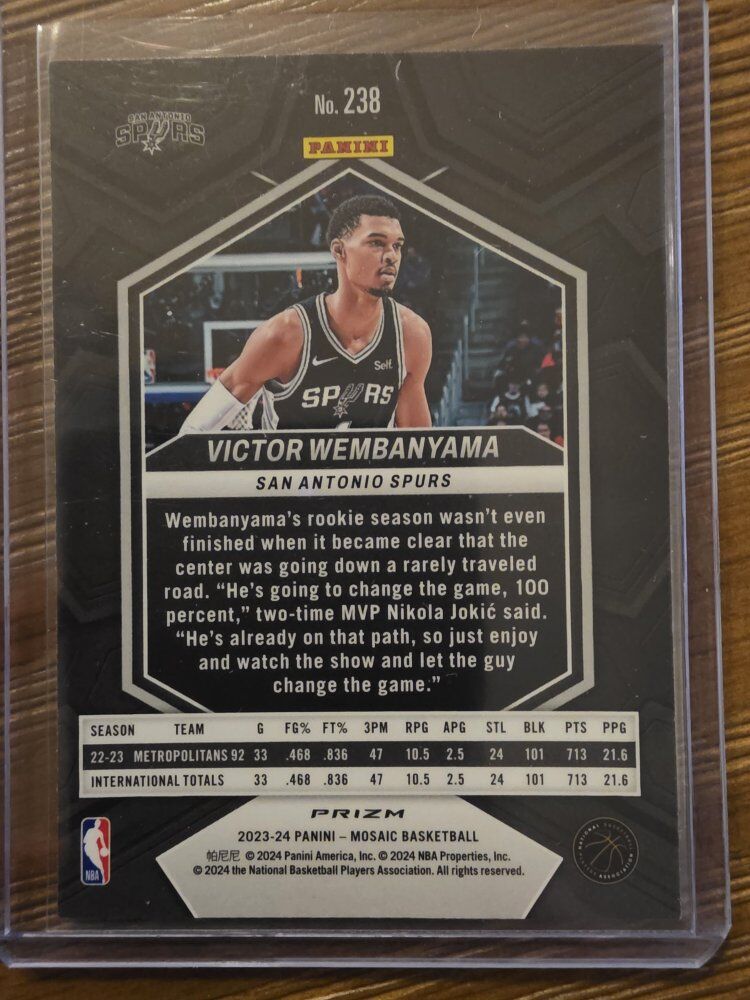 No. 238
SAN ANTONIO
SPURS
PANINI
Self.
SPURS
VICTOR WEMBANYAMA
SAN ANTONIO SPURS
Wembanyama's rookie season wasn't even
finished when it became clear that the
center was going down a rarely traveled
road. “He's going to change the game, 100
percent,” two-time MVP Nikola Jokić said.
“He's already on that path, so just enjoy
and watch the show and let the guy
change the game.”
SEASON TEAM G FG% FT% 3PM RPG APG STL BLK PTS PPG
22-23 METROPOLITANS 92 33 .468 .836 47 10.5 2.5 24 101 713 21.6
INTERNATIONAL TOTALS 33 .468 .836 47 10.5 2.5 24 101 713 21.6
PRIZM
2023-24 PANINI – MOSAIC BASKETBALL
帕尼尼 © 2024 Panini America, Inc. © 2024 NBA Properties, Inc.
© 2024 the National Basketball Players Association. All rights reserved.
NBA
NATIONAL BASKETBALL PLAYERS ASSOCIATION